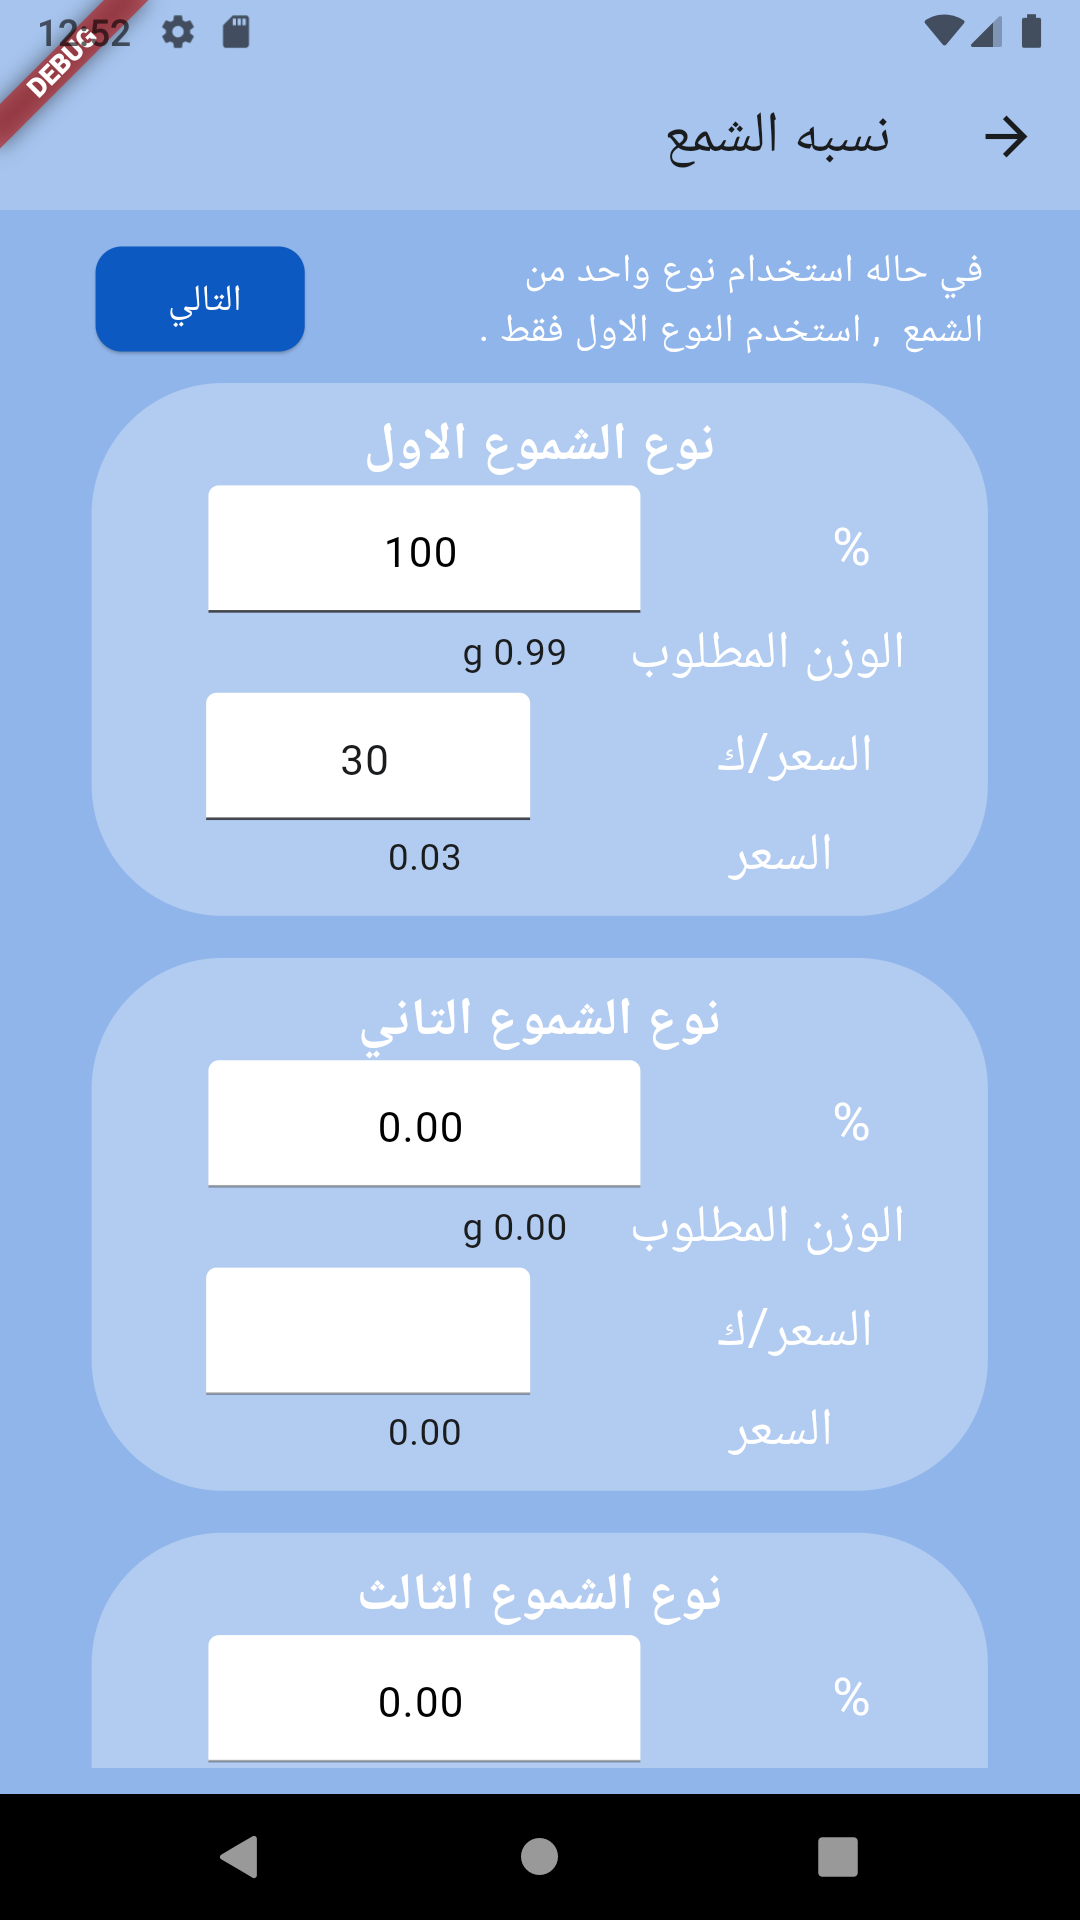 12:52
DEBUG
نسبه الشمع
في حاله استخدام نوع واحد من
الشمع , استخدم النوع الاول فقط .
التالي
نوع الشموع الاول
% 100
الوزن المطلوب 0.99 g
السعر/ك 30
السعر 0.03
نوع الشموع التاني
% 0.00
الوزن المطلوب 0.00 g
السعر/ك
السعر 0.00
نوع الشموع الثالث
% 0.00